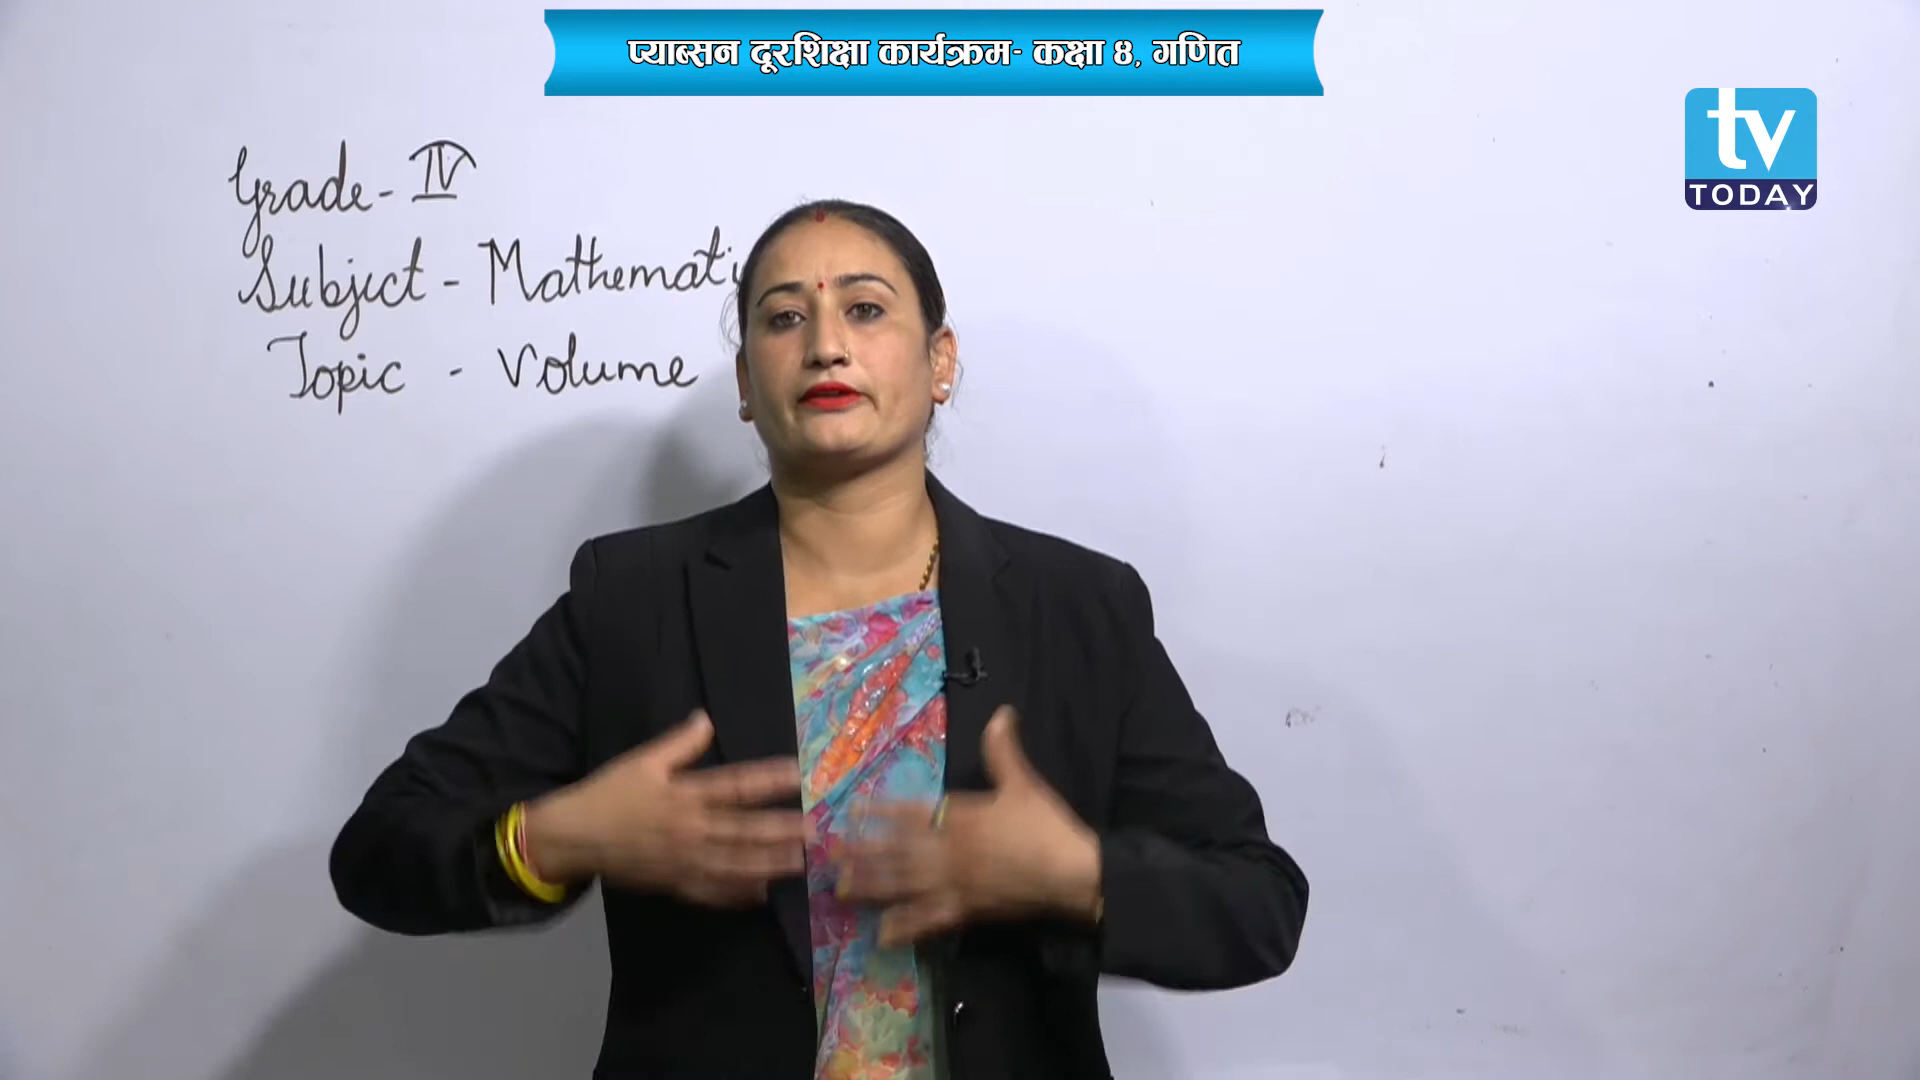 प्याब्सन दूरशिक्षा कार्यक्रम- कक्षा ४, गणित
tv
TODAY
Grade - IV
Subject - Mathemati
Topic - Volume